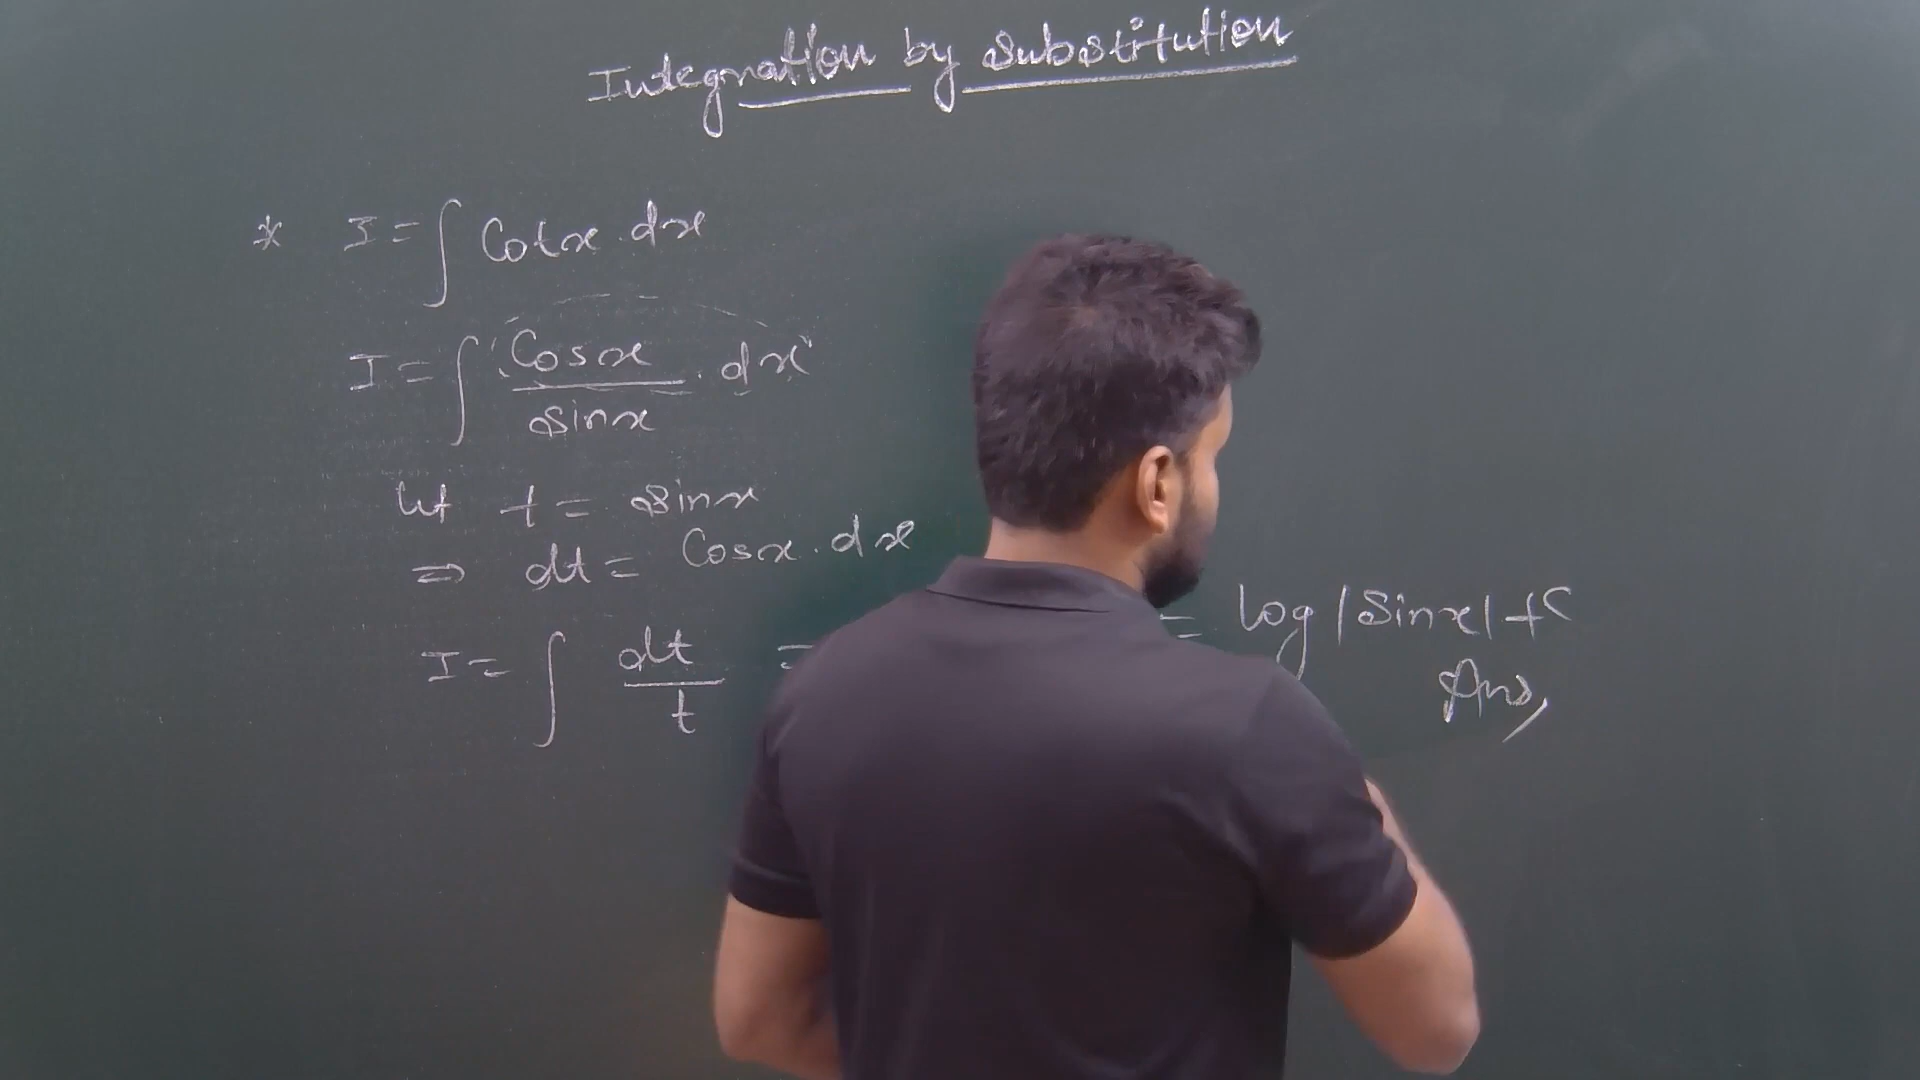 Integration by substitution
* I = ∫ Cotx . dx
I = ∫ Cosx / sinx . dx
let t = sinx
⇒ dt = Cosx . dx
I = ∫ dt / t = = log |Sinx| + C
Ans,